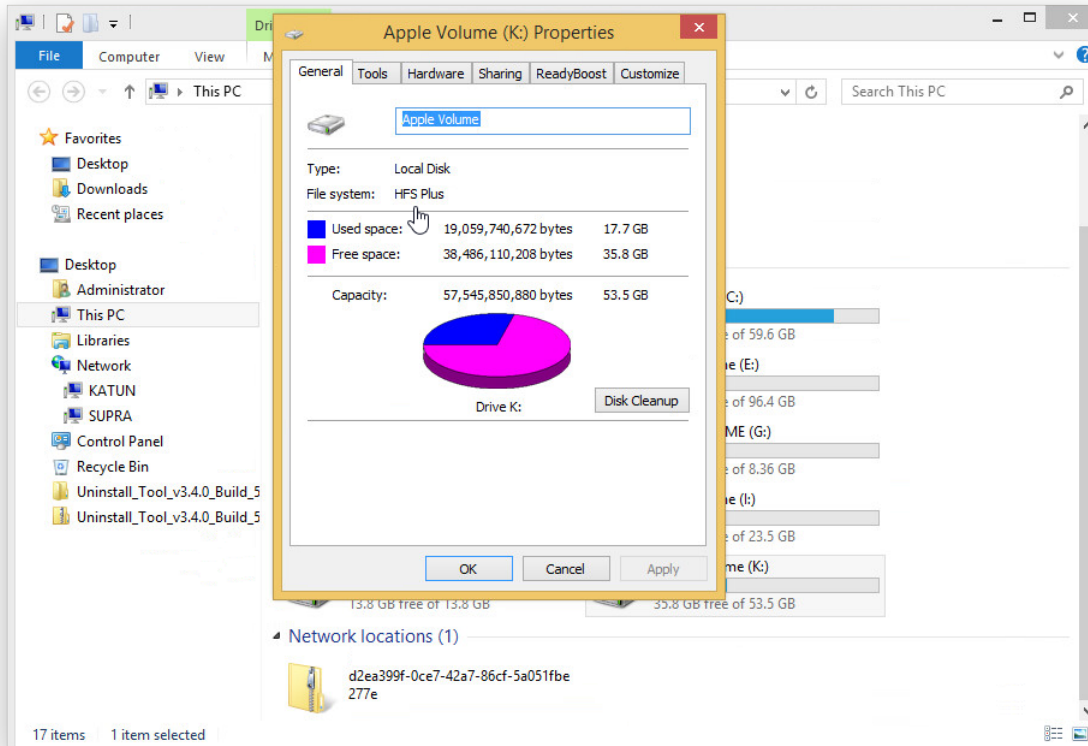 Dri
Apple Volume (K:) Properties
File
Computer
View
M
This PC
Search This PC
General
Tools
Hardware
Sharing
ReadyBoost
Customize
Apple Volume
Type: Local Disk
File system: HFS Plus
Used space: 19,059,740,672 bytes 17.7 GB
Free space: 38,486,110,208 bytes 35.8 GB
Capacity: 57,545,850,880 bytes 53.5 GB
Drive K:
Disk Cleanup
OK
Cancel
Apply
Favorites
Desktop
Downloads
Recent places
Desktop
Administrator
This PC
Libraries
Network
KATUN
SUPRA
Control Panel
Recycle Bin
Uninstall_Tool_v3.4.0_Build_5
Uninstall_Tool_v3.4.0_Build_5
C:)
of 59.6 GB
e (E:)
of 96.4 GB
ME (G:)
of 8.36 GB
e (I:)
of 23.5 GB
me (K:)
13.8 GB free of 13.8 GB
35.8 GB free of 53.5 GB
Network locations (1)
d2ea399f-0ce7-42a7-86cf-5a051fbe
277e
17 items
1 item selected